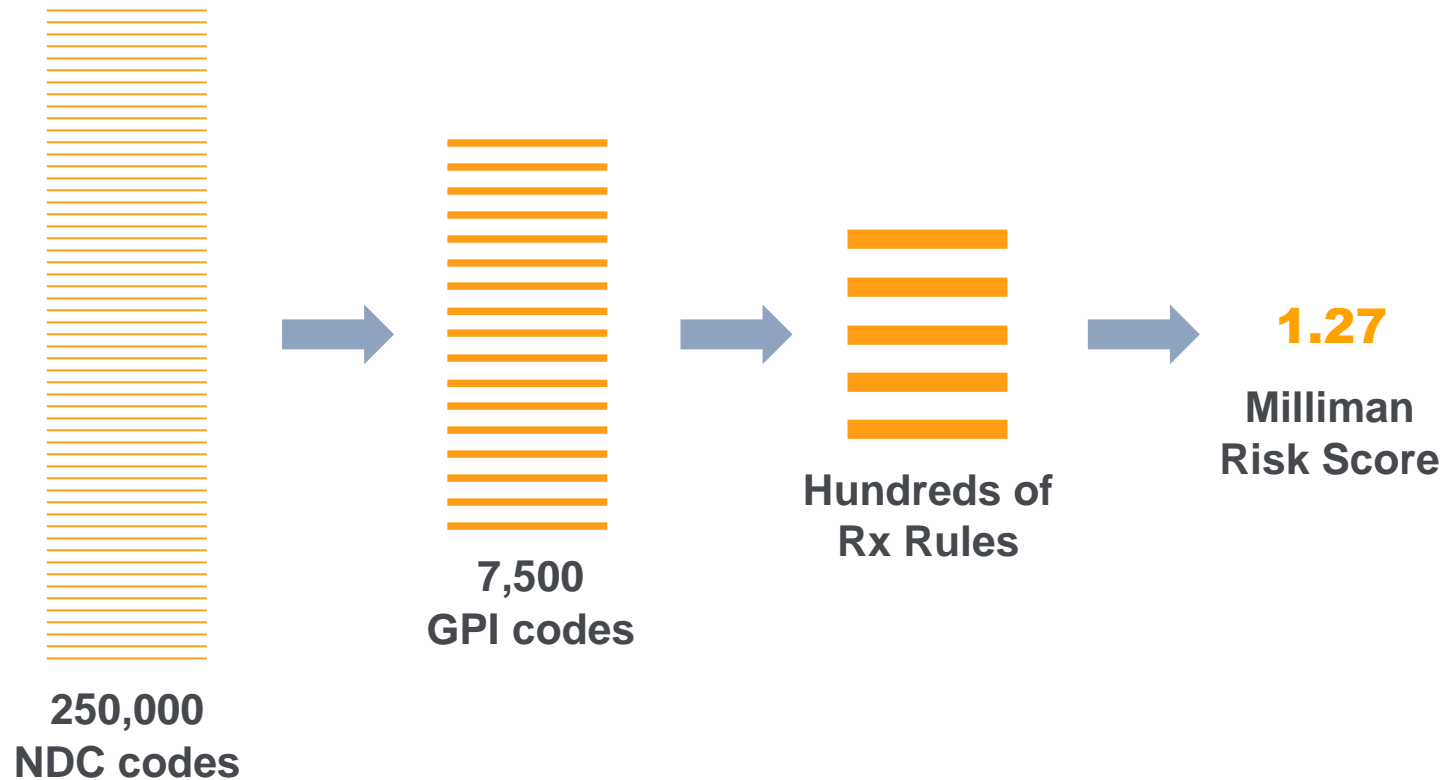 250,000
NDC codes
7,500
GPI codes
Hundreds of
Rx Rules
1.27
Milliman
Risk Score